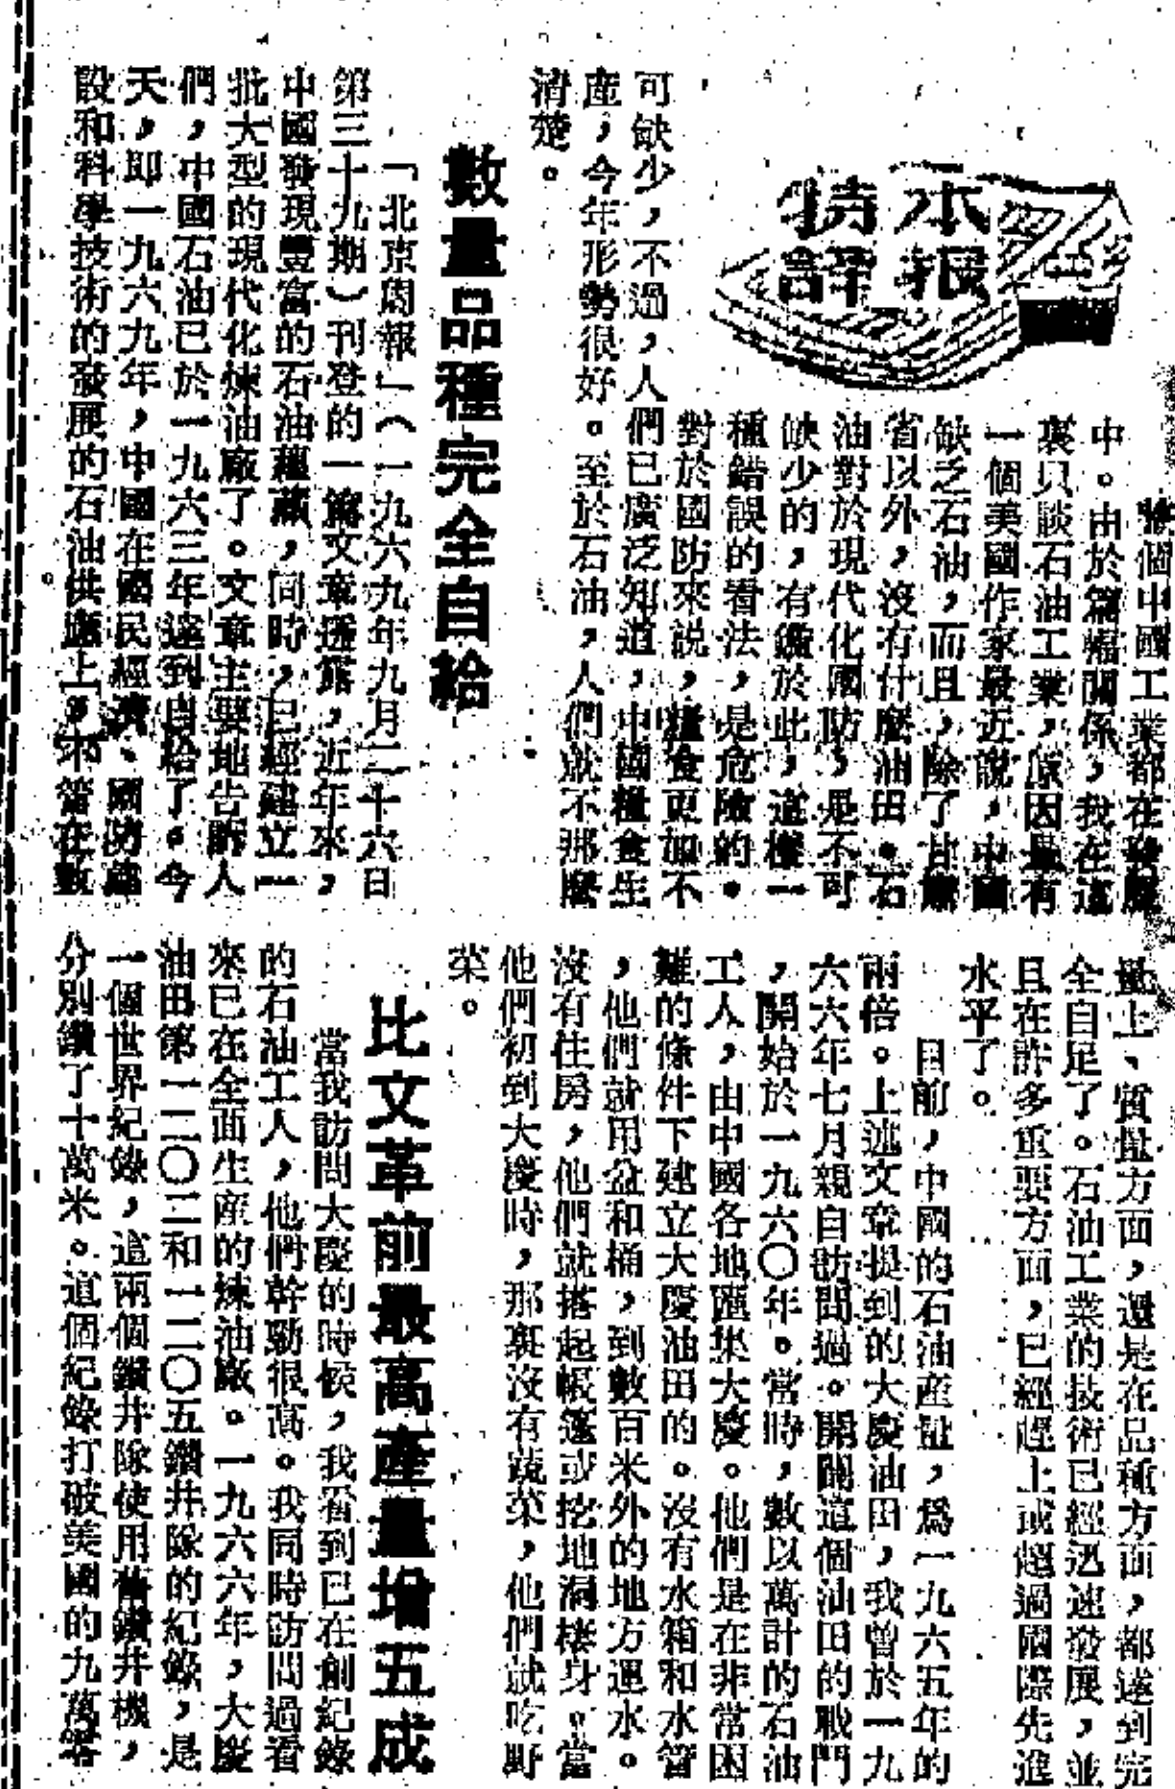 本報
特評
整個中國工業都在發展
中。由於篇幅關係,我在這
裏只談石油工業,原因是有
一個美國作家最近說,中國
缺乏石油,而且,除了甘肅
省以外,沒有什麼油田。石
油對於現代化國防,是不可
缺少的,有鑑於此,這樣一
種錯誤的看法,是危險的。
對於國防來説,糧食更加不
可缺少,不過,人們已廣泛知道,中國糧食生
產,今年形勢很好。至於石油,人們就不那麼
清楚。
數量品種完全自給
「北京周報」(一九六九年九月二十六日
第三十九期)刊登的一篇文章透露,近年來,
中國發現豐富的石油蘊藏,同時,已經建立一
批大型的現代化煉油廠了。文章主要地告訴人
們,中國石油已於一九六三年達到自給了。今
天,即一九六九年,中國在國民經濟、國防建
設和科學技術的發展的石油供應上,不管在數
量上、質量方面,還是在品種方面,都達到完
全自足了。石油工業的技術已經迅速發展,並
且在許多重要方面,已經趕上或超過國際先進
水平了。
目前,中國的石油產量,爲一九六五年的
兩倍。上述文章提到的大慶油田,我曾於一九
六六年七月親自訪問過。開闢這個油田的戰鬥
,開始於一九六〇年。當時,數以萬計的石油
工人,由中國各地匯集大慶。他們是在非常困
難的條件下建立大慶油田的。沒有水箱和水管
,他們就用盆和桶,到數百米外的地方運水。
沒有住房,他們就搭起帳篷或挖地洞棲身。當
他們初到大慶時,那裏沒有蔬菜,他們就吃野
菜。
比文革前最高產量增五成
當我訪問大慶的時候,我看到已在創紀錄
的石油工人,他們幹勁很高。我同時訪問過看
來已在全面生產的煉油廠。一九六六年,大慶
油田第一二〇二和一二〇五鑽井隊的紀錄,是
一個世界紀錄,這兩個鑽井隊使用舊鑽井機,
分別鑽了十萬米。這個紀錄打破美國的九萬零